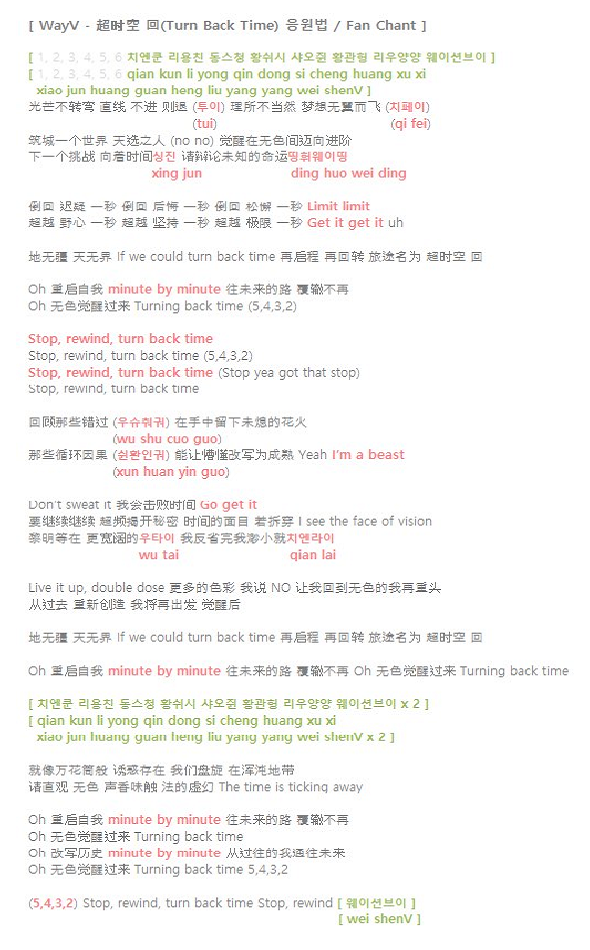 [ WayV - 超时空 回(Turn Back Time) 응원법 / Fan Chant ]
[ 1, 2, 3, 4, 5, 6 치엔쿤 리용친 동스청 황쉬시 샤오쥔 황관헝 리우양양 웨이션브이 ]
[ 1, 2, 3, 4, 5, 6 qian kun li yong qin dong si cheng huang xu xi
xiao jun huang guan heng liu yang yang wei shenV ]
光芒不转弯 直线 不进 则退 (투이) 理所不当然 梦想无翼而飞 (치페이)
(tui) (qi fei)
筑城一个世界 天选之人 (no no) 觉醒在无色间迈向进阶
下一个挑战 向着时间싱진 请辩论未知的命运띵훠웨이띵
xing jun ding huo wei ding
倒回 迟疑 一秒 倒回 后悔 一秒 倒回 松懈 一秒 Limit limit
超越 野心 一秒 超越 坚持 一秒 超越 极限 一秒 Get it get it uh
地无疆 天无界 If we could turn back time 再启程 再回转 旅途名为 超时空 回
Oh 重启自我 minute by minute 往未来的路 覆辙不再
Oh 无色觉醒过来 Turning back time (5,4,3,2)
Stop, rewind, turn back time
Stop, rewind, turn back time (5,4,3,2)
Stop, rewind, turn back time (Stop yea got that stop)
Stop, rewind, turn back time
回顾那些错过 (우슈춰궈) 在手中留下未熄的花火
(wu shu cuo guo)
那些循环因果 (쉰환인궈) 能让懵懂改写为成熟 Yeah I'm a beast
(xun huan yin guo)
Don't sweat it 我会击败时间 Go get it
要继续继续 超频揭开秘密 时间的面目 若拆穿 I see the face of vision
黎明等在 更宽阔的우타이 我反省完我渺小就치엔라이
wu tai qian lai
Live it up, double dose 更多的色彩 我说 NO 让我回到无色的我再重头
从过去 重新创造 我将再出发 觉醒后
地无疆 天无界 If we could turn back time 再启程 再回转 旅途名为 超时空 回
Oh 重启自我 minute by minute 往未来的路 覆辙不再 Oh 无色觉醒过来 Turning back time
[ 치엔쿤 리용친 동스청 황쉬시 샤오쥔 황관헝 리우양양 웨이션브이 x 2 ]
[ qian kun li yong qin dong si cheng huang xu xi
xiao jun huang guan heng liu yang yang wei shenV x 2 ]
就像万花筒般 诱惑存在 我们盘旋 在浑沌地带
请直观 无色 声香味触 法的虚幻 The time is ticking away
Oh 重启自我 minute by minute 往未来的路 覆辙不再
Oh 无色觉醒过来 Turning back time
Oh 改写历史 minute by minute 从过往的我通往未来
Oh 无色觉醒过来 Turning back time 5,4,3,2
(5,4,3,2) Stop, rewind, turn back time Stop, rewind [ 웨이션브이 ]
[ wei shenV ]